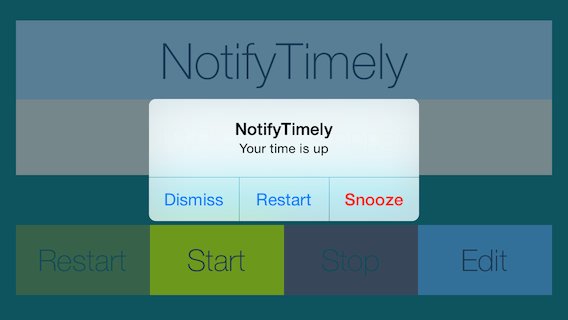 NotifyTimely
NotifyTimely
Your time is up
Dismiss Restart Snooze
Restart Start Stop Edit